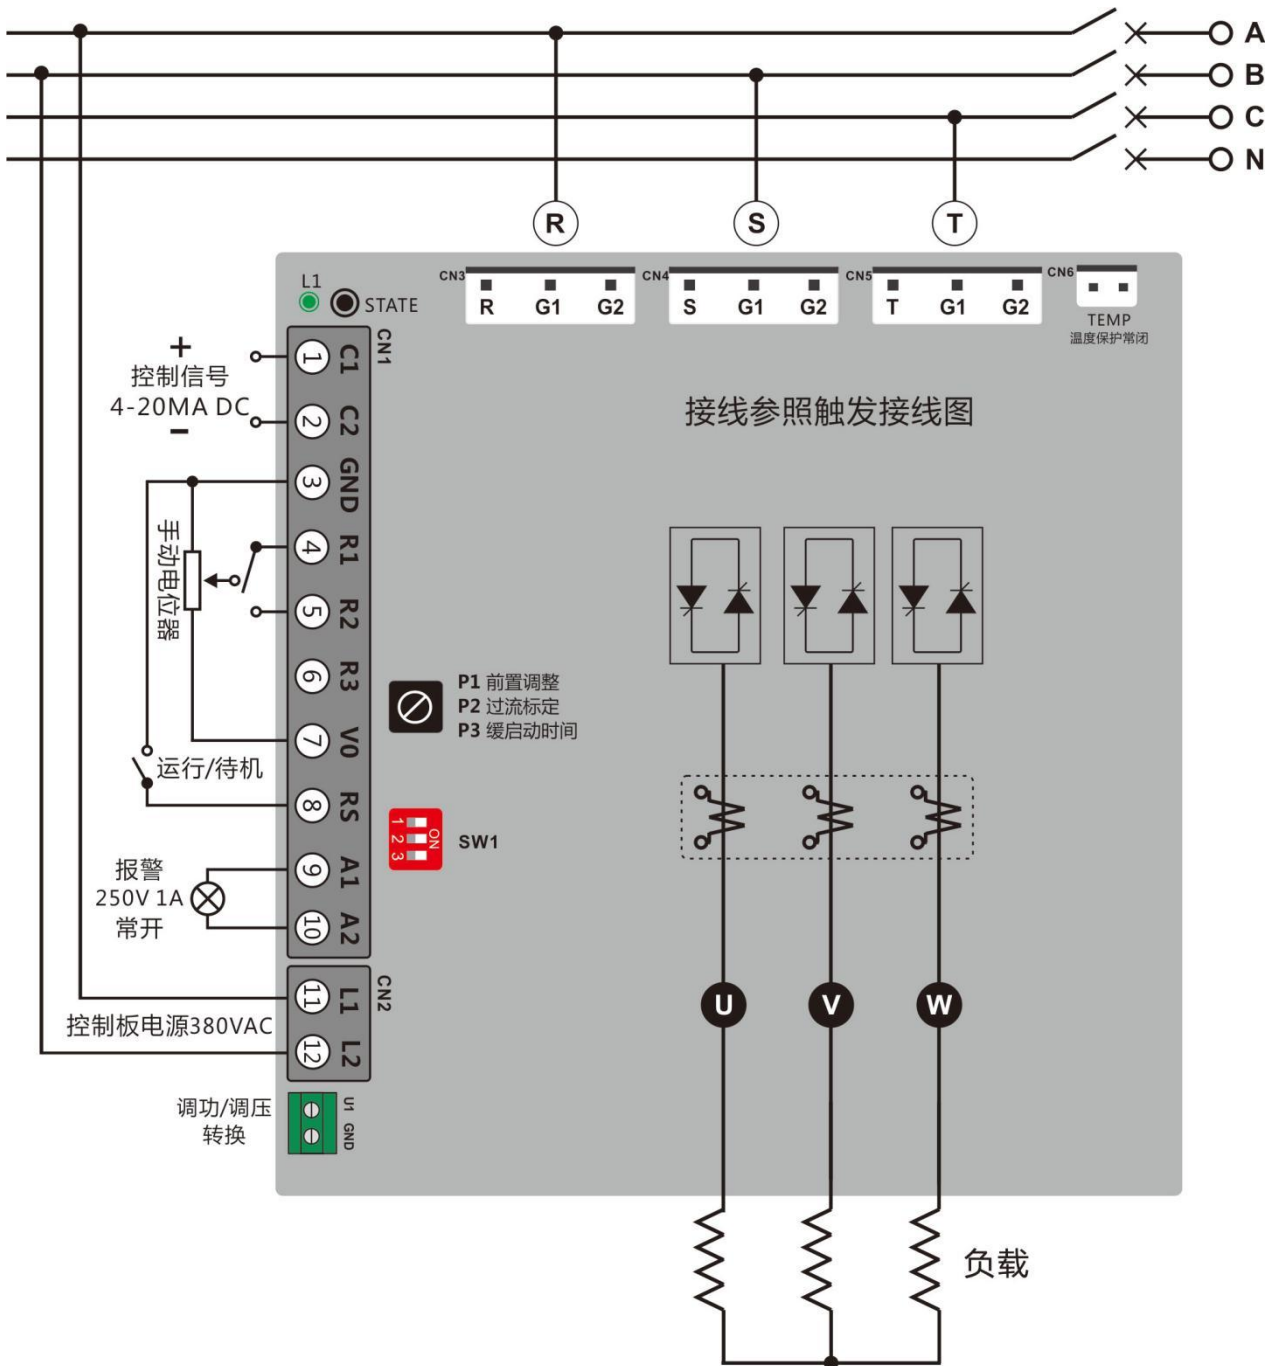 A
B
C
N
R
S
T
CN3
R G1 G2
CN4
S G1 G2
CN5
T G1 G2
CN6
TEMP
温度保护常闭
L1
STATE
CN1
+
控制信号
4-20MA DC
-
1 C1
2 C2
3 GND
4 R1
5 R2
6 R3
7 V0
8 RS
9 A1
10 A2
手动电位器
运行/待机
报警
250V 1A
常开
接线参照触发接线图
P1 前置调整
P2 过流标定
P3 缓启动时间
1 2 3
ON
SW1
CN2
11 L1
12 L2
控制板电源380VAC
调功/调压
转换
U1
GND
U
V
W
负载